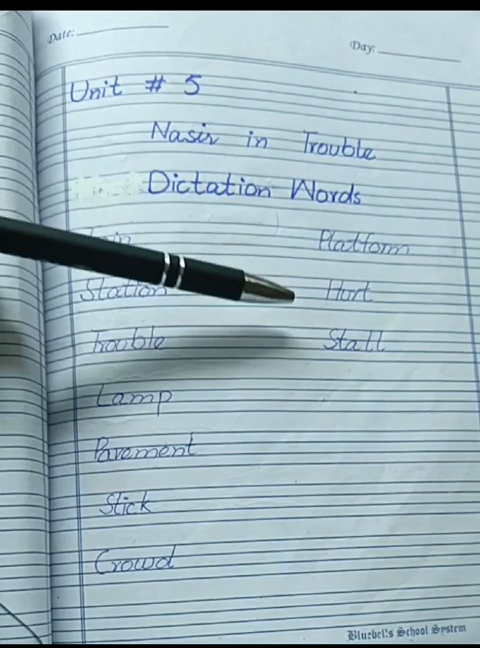 Date:
Day:
Unit # 5
Nasir in Trouble
Dictation Words
Platform
Station Hurt
Trouble Stall
Lamp
Pavement
Stick
Crowd
Bluebel's School System